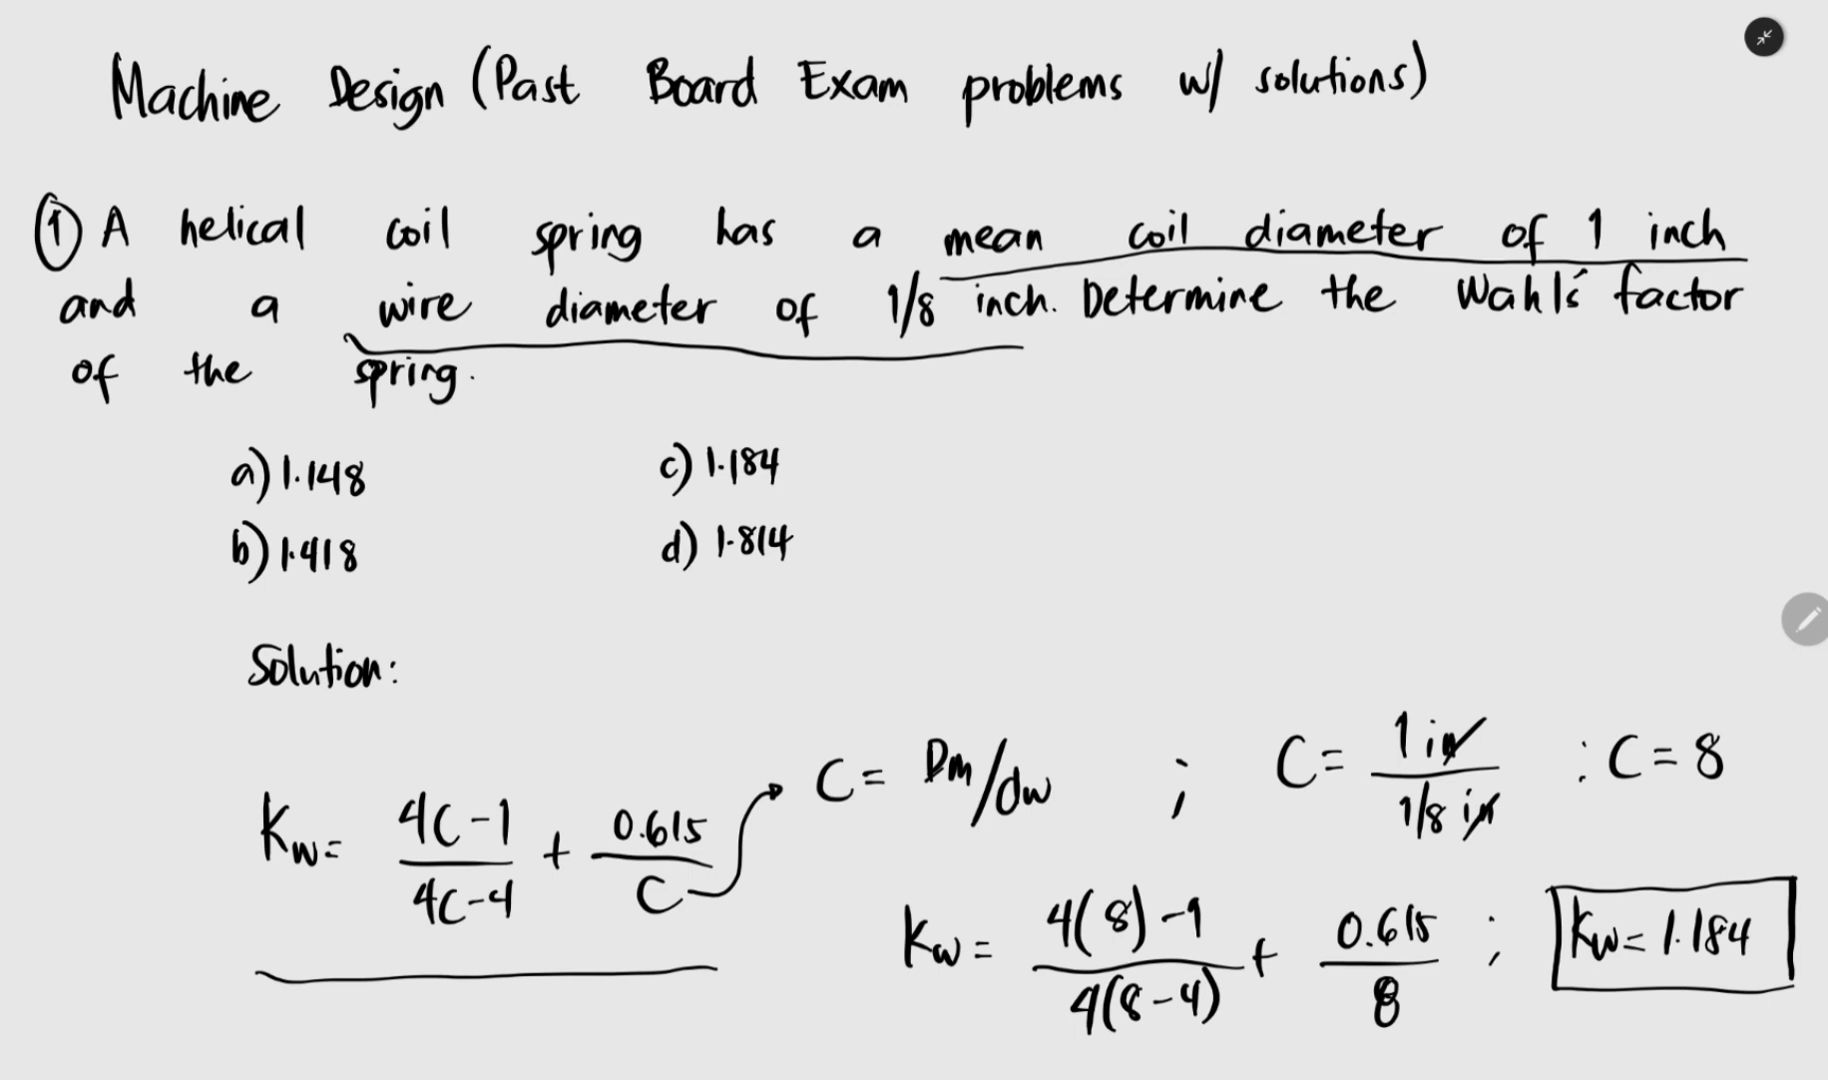 Machine Design (Past Board Exam problems w/ solutions)
① A helical coil spring has a mean coil diameter of 1 inch
and a wire diameter of 1/8 inch. Determine the Wahl's factor
of the spring.
a) 1.148
b) 1.418
c) 1.184
d) 1.814
Solution:
Kw = (4C-1)/(4C-4) + 0.615/C
C = Dm/dw ; C = 1 in/(1/8 in) : C = 8
Kw = (4(8)-1)/(4(8-4)) + 0.615/8 ; Kw = 1.184